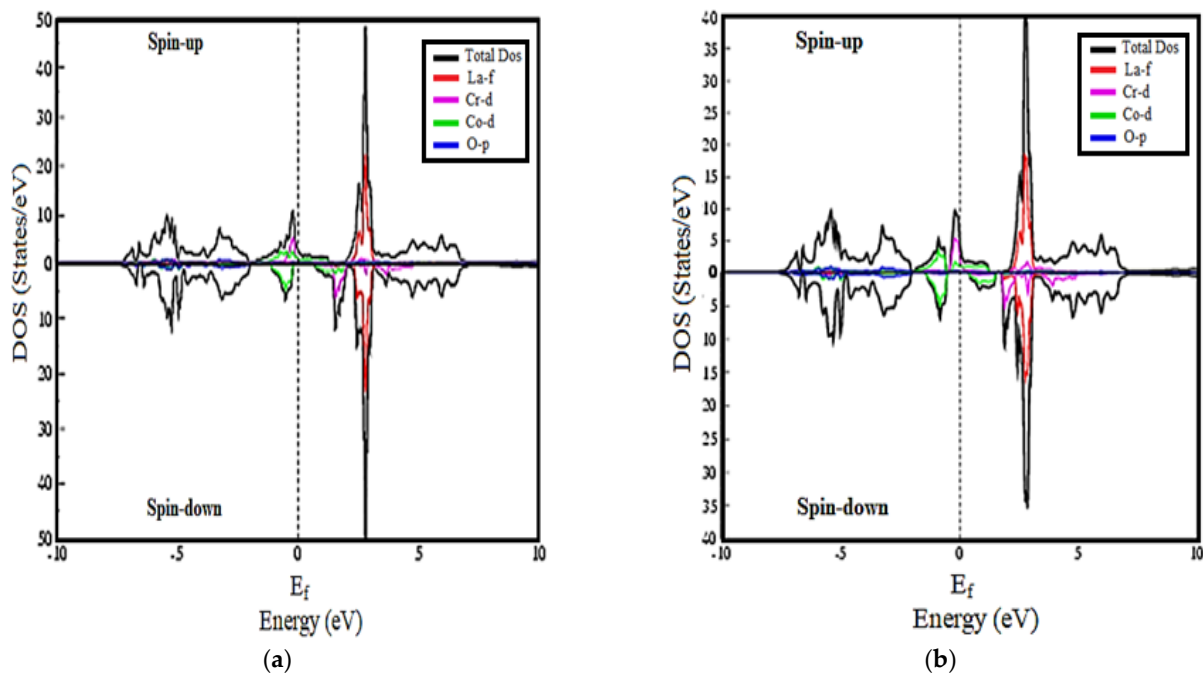 50
40
30
20
10
0
10
20
30
40
50
DOS (States/eV)
Spin-up
Total Dos
La-f
Cr-d
Co-d
O-p
Spin-down
-10
-5
0
5
10
E_f
Energy (eV)
(a)
40
35
30
25
20
15
10
5
0
5
10
15
20
25
30
35
40
DOS (States/eV)
Spin-up
Total Dos
La-f
Cr-d
Co-d
O-p
Spin-down
-10
-5
0
5
10
E_f
Energy (eV)
(b)